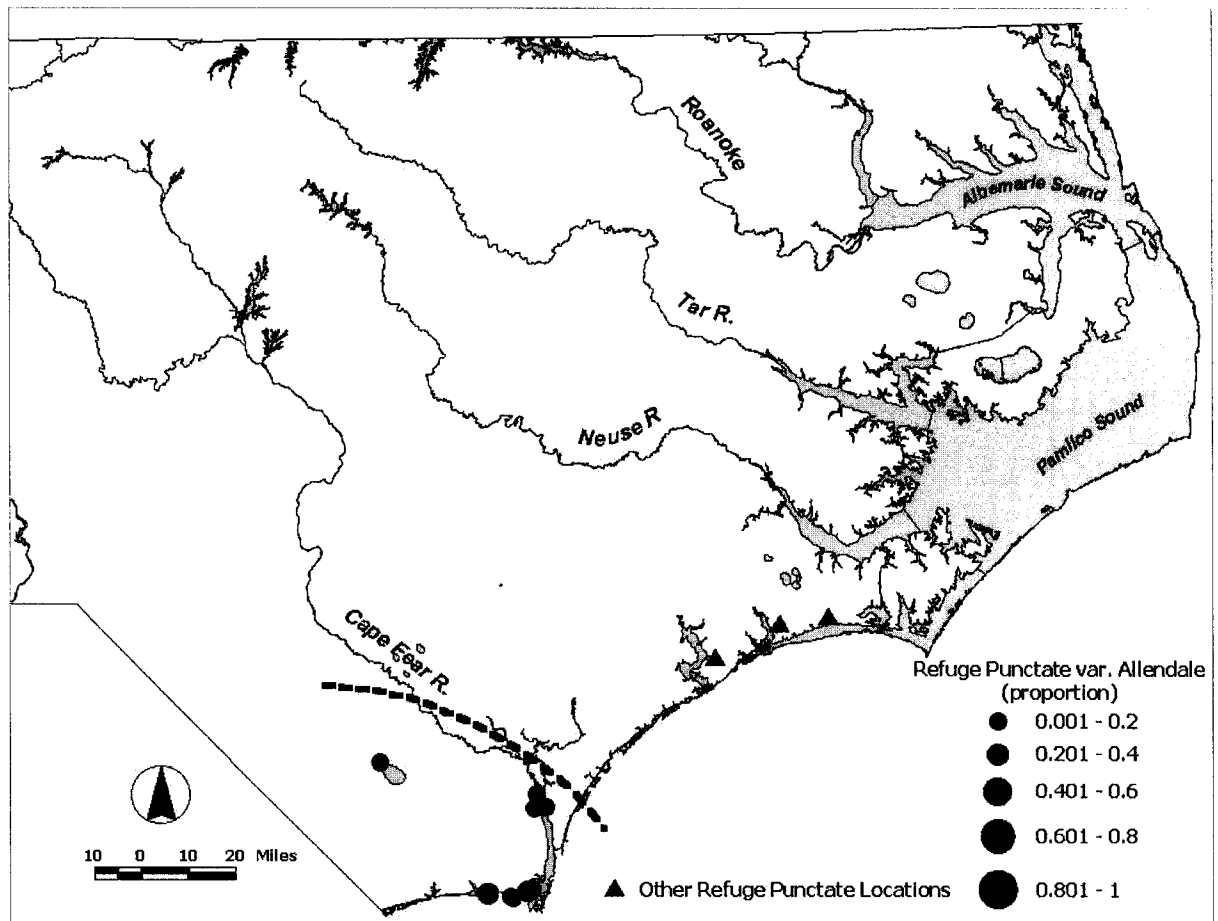 Roanoke
Albemarle Sound
Tar R.
Pamlico Sound
Neuse R
Cape Fear R.
Refuge Punctate var. Allendale
(proportion)
0.001 - 0.2
0.201 - 0.4
0.401 - 0.6
0.601 - 0.8
0.801 - 1
10 0 10 20 Miles
Other Refuge Punctate Locations